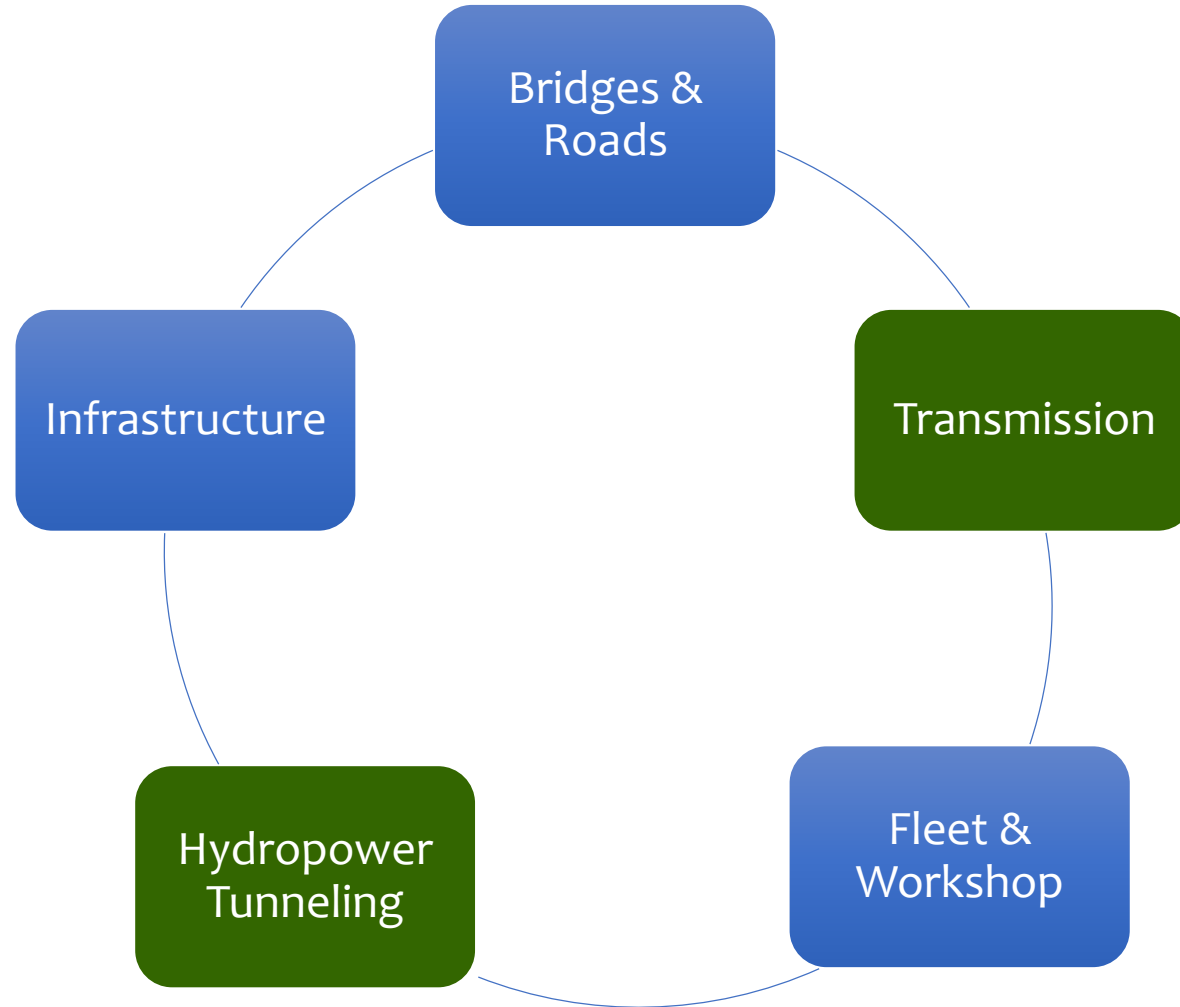 Bridges &
Roads
Infrastructure
Transmission
Hydropower
Tunneling
Fleet &
Workshop